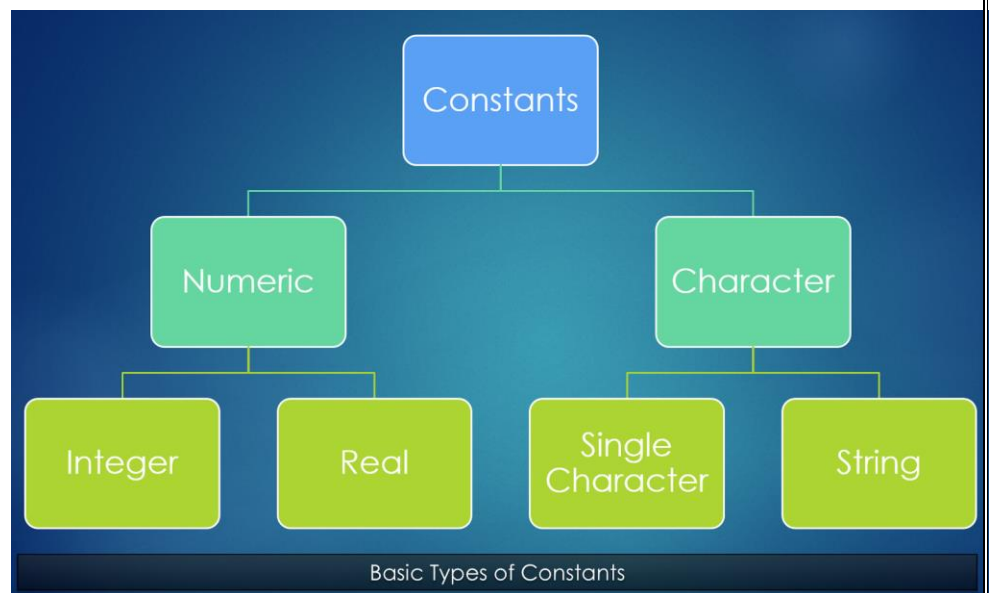 Constants
Numeric
Character
Integer
Real
Single
Character
String
Basic Types of Constants